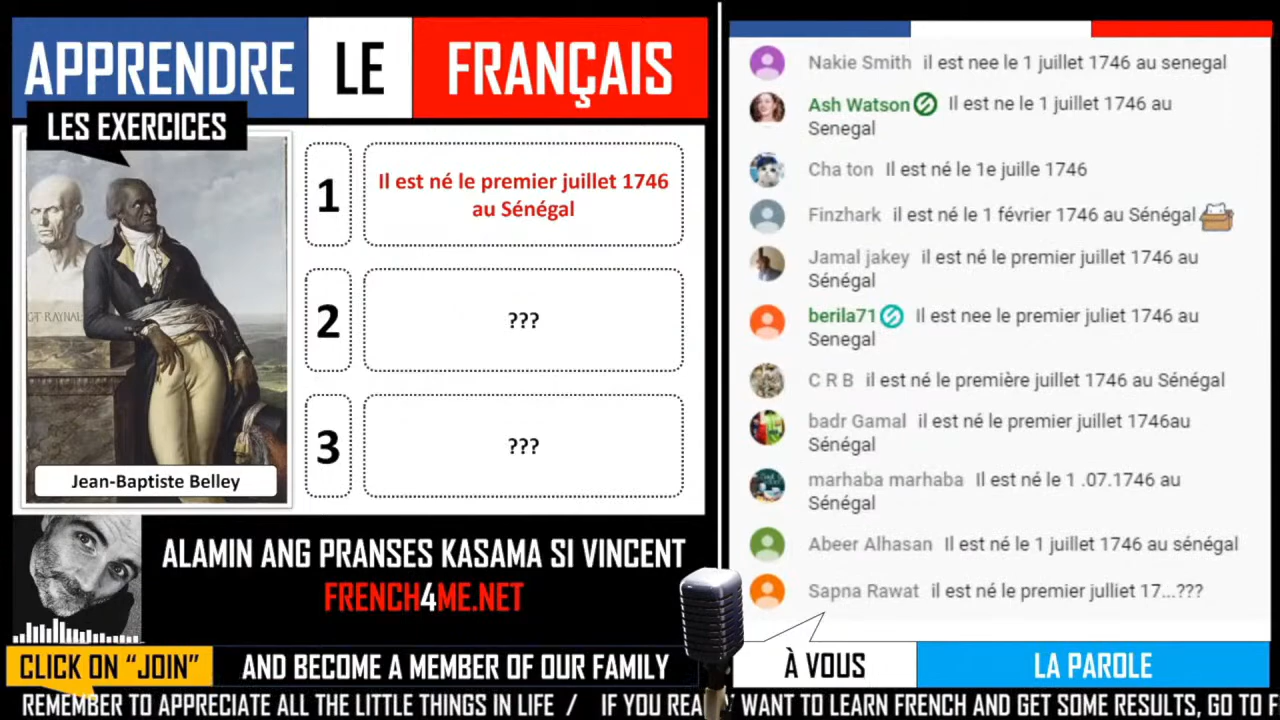 APPRENDRE LE FRANÇAIS
LES EXERCICES
GT RAYNAL
Jean-Baptiste Belley
1
Il est né le premier juillet 1746
au Sénégal
2
???
3
???
ALAMIN ANG PRANSES KASAMA SI VINCENT
FRENCH4ME.NET
CLICK ON “JOIN” AND BECOME A MEMBER OF OUR FAMILY
Nakie Smith il est nee le 1 juillet 1746 au senegal
Ash Watson Il est ne le 1 juillet 1746 au
Senegal
Cha ton Il est né le 1e juille 1746
Finzhark il est né le 1 février 1746 au Sénégal
Jamal jakey il est né le premier juillet 1746 au
Sénégal
berila71 Il est nee le premier juliet 1746 au
Senegal
C R B il est né le première juillet 1746 au Sénégal
badr Gamal il est né le premier juillet 1746au
Sénégal
marhaba marhaba Il est né le 1 .07.1746 au
Sénégal
Abeer Alhasan Il est né le 1 juillet 1746 au sénégal
Sapna Rawat il est né le premier julliet 17...???
À VOUS LA PAROLE
REMEMBER TO APPRECIATE ALL THE LITTLE THINGS IN LIFE / IF YOU REA WANT TO LEARN FRENCH AND GET SOME RESULTS, GO TO F